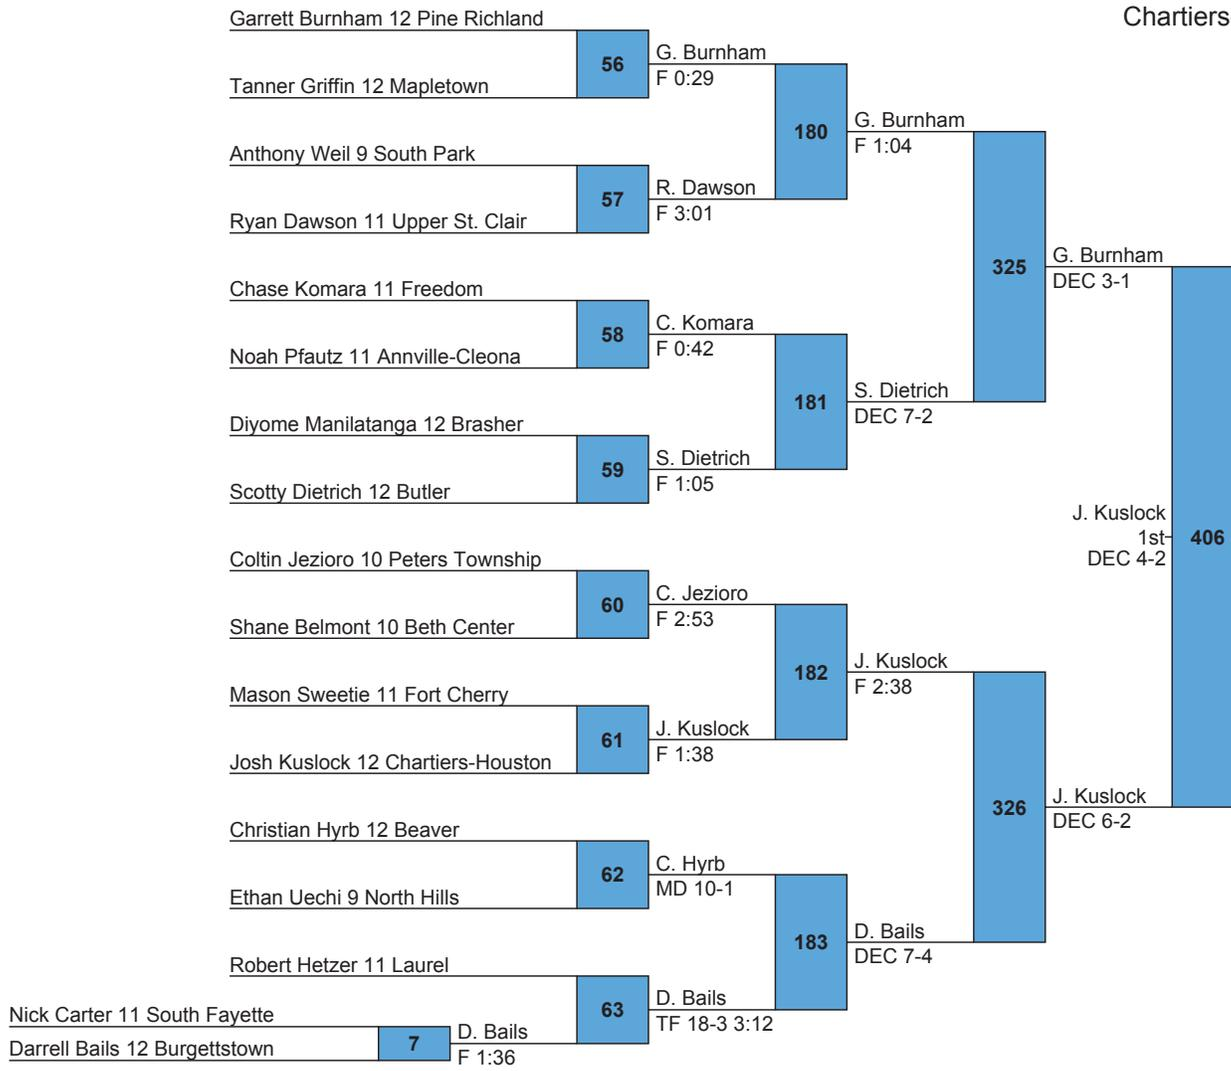 Chartiers
Garrett Burnham 12 Pine Richland
56
G. Burnham
F 0:29
Tanner Griffin 12 Mapletown
180
G. Burnham
F 1:04
Anthony Weil 9 South Park
57
R. Dawson
F 3:01
Ryan Dawson 11 Upper St. Clair
325
G. Burnham
DEC 3-1
Chase Komara 11 Freedom
58
C. Komara
F 0:42
Noah Pfautz 11 Annville-Cleona
181
S. Dietrich
DEC 7-2
Diyome Manilatanga 12 Brasher
59
S. Dietrich
F 1:05
Scotty Dietrich 12 Butler
J. Kuslock
1st
DEC 4-2
406
Coltin Jezioro 10 Peters Township
60
C. Jezioro
F 2:53
Shane Belmont 10 Beth Center
182
J. Kuslock
F 2:38
Mason Sweetie 11 Fort Cherry
61
J. Kuslock
F 1:38
Josh Kuslock 12 Chartiers-Houston
326
J. Kuslock
DEC 6-2
Christian Hyrb 12 Beaver
62
C. Hyrb
MD 10-1
Ethan Uechi 9 North Hills
183
D. Bails
DEC 7-4
Robert Hetzer 11 Laurel
63
D. Bails
TF 18-3 3:12
Nick Carter 11 South Fayette
7
D. Bails
F 1:36
Darrell Bails 12 Burgettstown